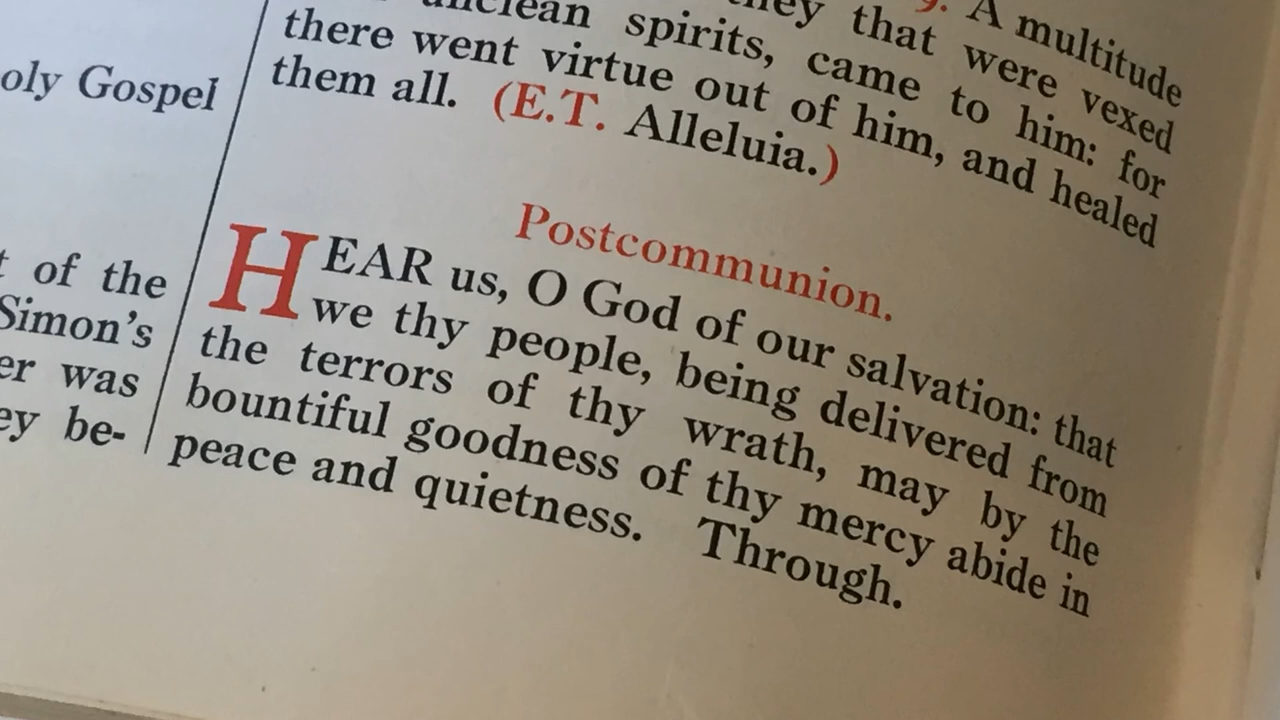 oly Gospel
of the
Simon's
er was
ey be-
A multitude
they that were vexed
unclean spirits, came to him: for
there went virtue out of him, and healed
them all. (E.T. Alleluia.)
Postcommunion.
HEAR us, O God of our salvation: that
we thy people, being delivered from
the terrors of thy wrath, may by the
bountiful goodness of thy mercy abide in
peace and quietness. Through.